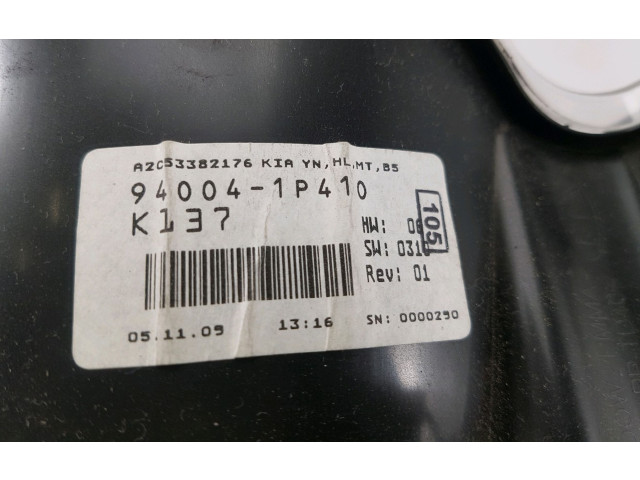 A2C53382176 KIA YN,HL,MT,B5
94004-1P410
K137
105
HW:
SW:
Rev: 01
05.11.09 13:16 SN: 0000290